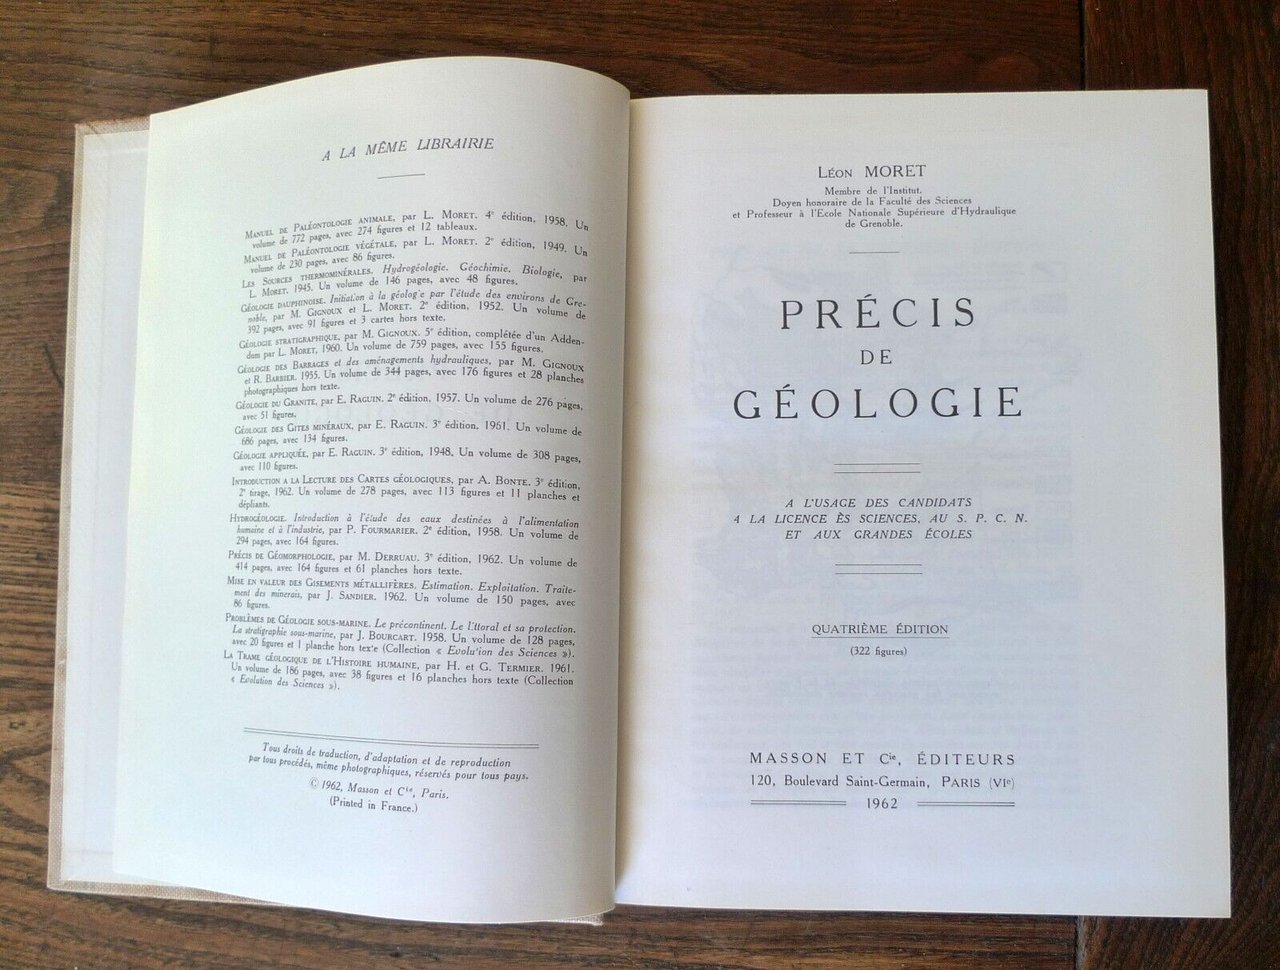 A LA MÊME LIBRAIRIE
MANUEL DE PALÉONTOLOGIE ANIMALE, par L. MORET. 4e édition, 1958. Un
volume de 772 pages, avec 274 figures et 12 tableaux.
MANUEL DE PALÉONTOLOGIE VÉGÉTALE, par L. MORET. 2e édition, 1949. Un
volume de 230 pages, avec 86 figures.
LES SOURCES THERMOMINÉRALES. Hydrogéologie. Géochimie. Biologie, par
L. MORET. 1945. Un volume de 146 pages, avec 48 figures.
GÉOLOGIE DAUPHINOISE. Initiation à la géolog'e par l'étude des environs de Gre-
noble, par M. GIGNOUX et L. MORET. 2e édition, 1952. Un volume de
392 pages, avec 91 figures et 3 cartes hors texte.
GÉOLOGIE STRATIGRAPHIQUE, par M. GIGNOUX. 5e édition, complétée d'un Adden-
dum par L. MORET, 1960. Un volume de 759 pages, avec 155 figures.
GÉOLOGIE DES BARRAGES et des aménagements hydrauliques, par M. GIGNOUX
et R. BARBIER. 1955. Un volume de 344 pages, avec 176 figures et 28 planches
photographiques hors texte.
GÉOLOGIE DU GRANITE, par E. RAGUIN. 2e édition, 1957. Un volume de 276 pages,
avec 51 figures.
GÉOLOGIE DES GITES MINÉRAUX, par E. RAGUIN. 3e édition, 1961. Un volume de
686 pages, avec 134 figures.
GÉOLOGIE APPLIQUÉE, par E. RAGUIN. 3e édition, 1948. Un volume de 308 pages,
avec 110 figures.
INTRODUCTION A LA LECTURE DES CARTES GÉOLOGIQUES, par A. BONTE. 3e édition,
2e tirage, 1962. Un volume de 278 pages, avec 113 figures et 11 planches et
dépliants.
HYDROGÉOLOGIE. Introduction à l'étude des eaux destinées à l'alimentation
humaine et à l'industrie, par P. FOURMARIER. 2e édition, 1958. Un volume de
294 pages, avec 164 figures.
PRÉCIS DE GÉOMORPHOLOGIE, par M. DERRUAU. 3e édition, 1962. Un volume de
414 pages, avec 164 figures et 61 planches hors texte.
MISE EN VALEUR DES GISEMENTS MÉTALLIFÈRES. Estimation. Exploitation. Traite-
ment des minerais, par J. SANDIER. 1962. Un volume de 150 pages, avec
86 figures.
PROBLÈMES DE GÉOLOGIE SOUS-MARINE. Le précontinent. Le l'ttoral et sa protection.
La stratigraphie sous-marine, par J. BOURCART. 1958. Un volume de 128 pages,
avec 20 figures et 1 planche hors tex'e (Collection « Evolu'ion des Sciences »).
LA TRAME GÉOLOGIQUE DE L'HISTOIRE HUMAINE, par H. et G. TERMIER. 1961.
Un volume de 186 pages, avec 38 figures et 16 planches hors texte (Collection
« Evolution des Sciences »).
Tous droits de traduction, d'adaptation et de reproduction
par tous procédés, même photographiques, réservés pour tous pays.
© 1962, Masson et Cie, Paris.
(Printed in France.)
LÉON MORET
Membre de l'Institut.
Doyen honoraire de la Faculté des Sciences
et Professeur à l'Ecole Nationale Supérieure d'Hydraulique
de Grenoble.
PRÉCIS
DE
GÉOLOGIE
A L'USAGE DES CANDIDATS
A LA LICENCE ÈS SCIENCES, AU S. P. C. N.
ET AUX GRANDES ÉCOLES
QUATRIÈME ÉDITION
(322 figures)
MASSON ET Cie, ÉDITEURS
120, Boulevard Saint-Germain, PARIS (VIe)
1962